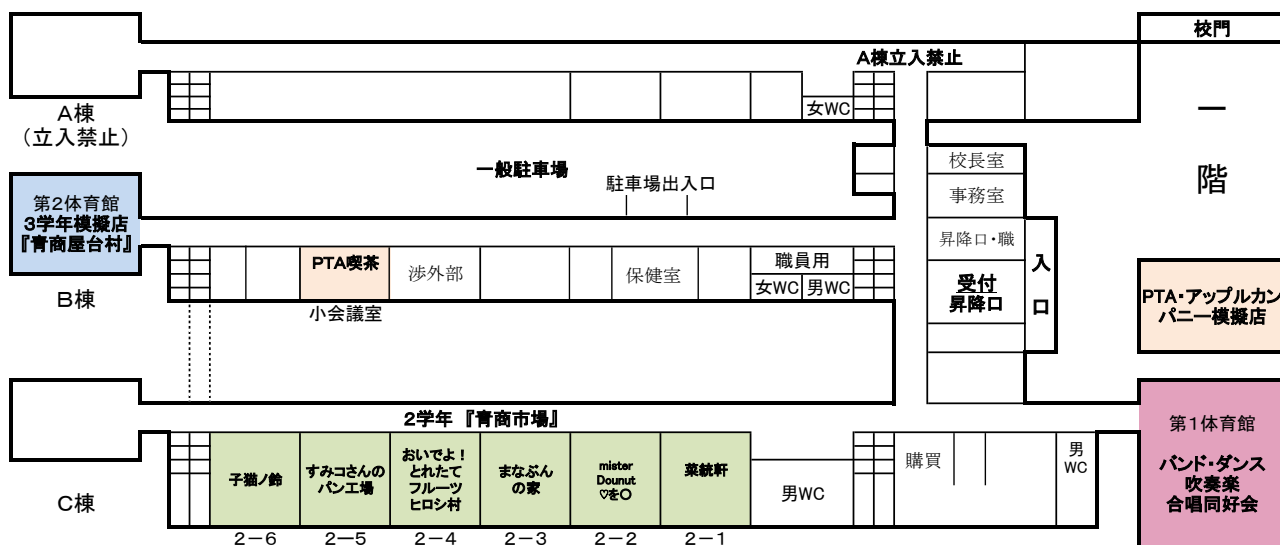 校門
A棟立入禁止
女WC
A棟
(立入禁止)
一
階
一般駐車場
駐車場出入口
校長室
事務室
昇降口・職
受付
昇降口
入
口
第2体育館
3学年模擬店
『青商屋台村』
B棟
PTA喫茶
小会議室
渉外部
保健室
職員用
女WC
男WC
PTA・アップルカン
パニー模擬店
2学年 『青商市場』
C棟
子猫ノ鈴
すみコさんの
パン工場
おいでよ!
とれたて
フルーツ
ヒロシ村
まなぶん
の家
mister
Dounut
♡を〇
菜統軒
男WC
購買
男
WC
第1体育館
バンド・ダンス
吹奏楽
合唱同好会
2-6
2-5
2-4
2-3
2-2
2-1